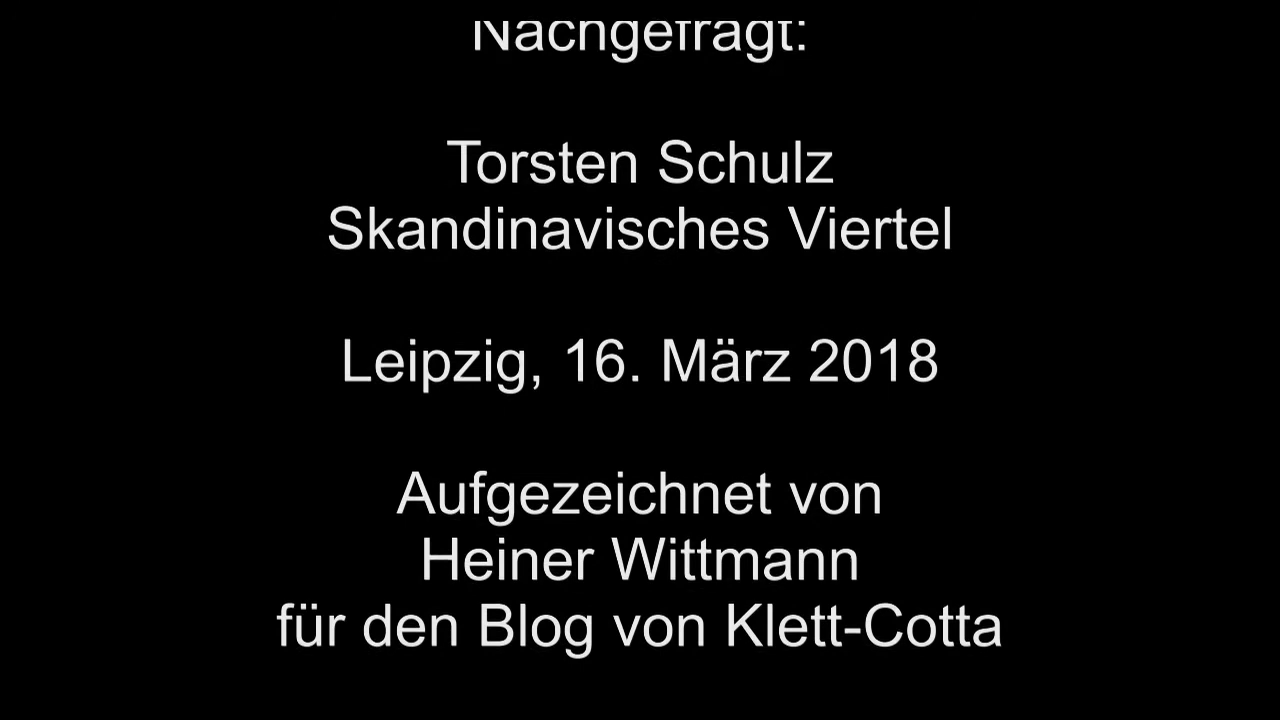 Nachgefragt:
Torsten Schulz
Skandinavisches Viertel
Leipzig, 16. März 2018
Aufgezeichnet von
Heiner Wittmann
für den Blog von Klett-Cotta